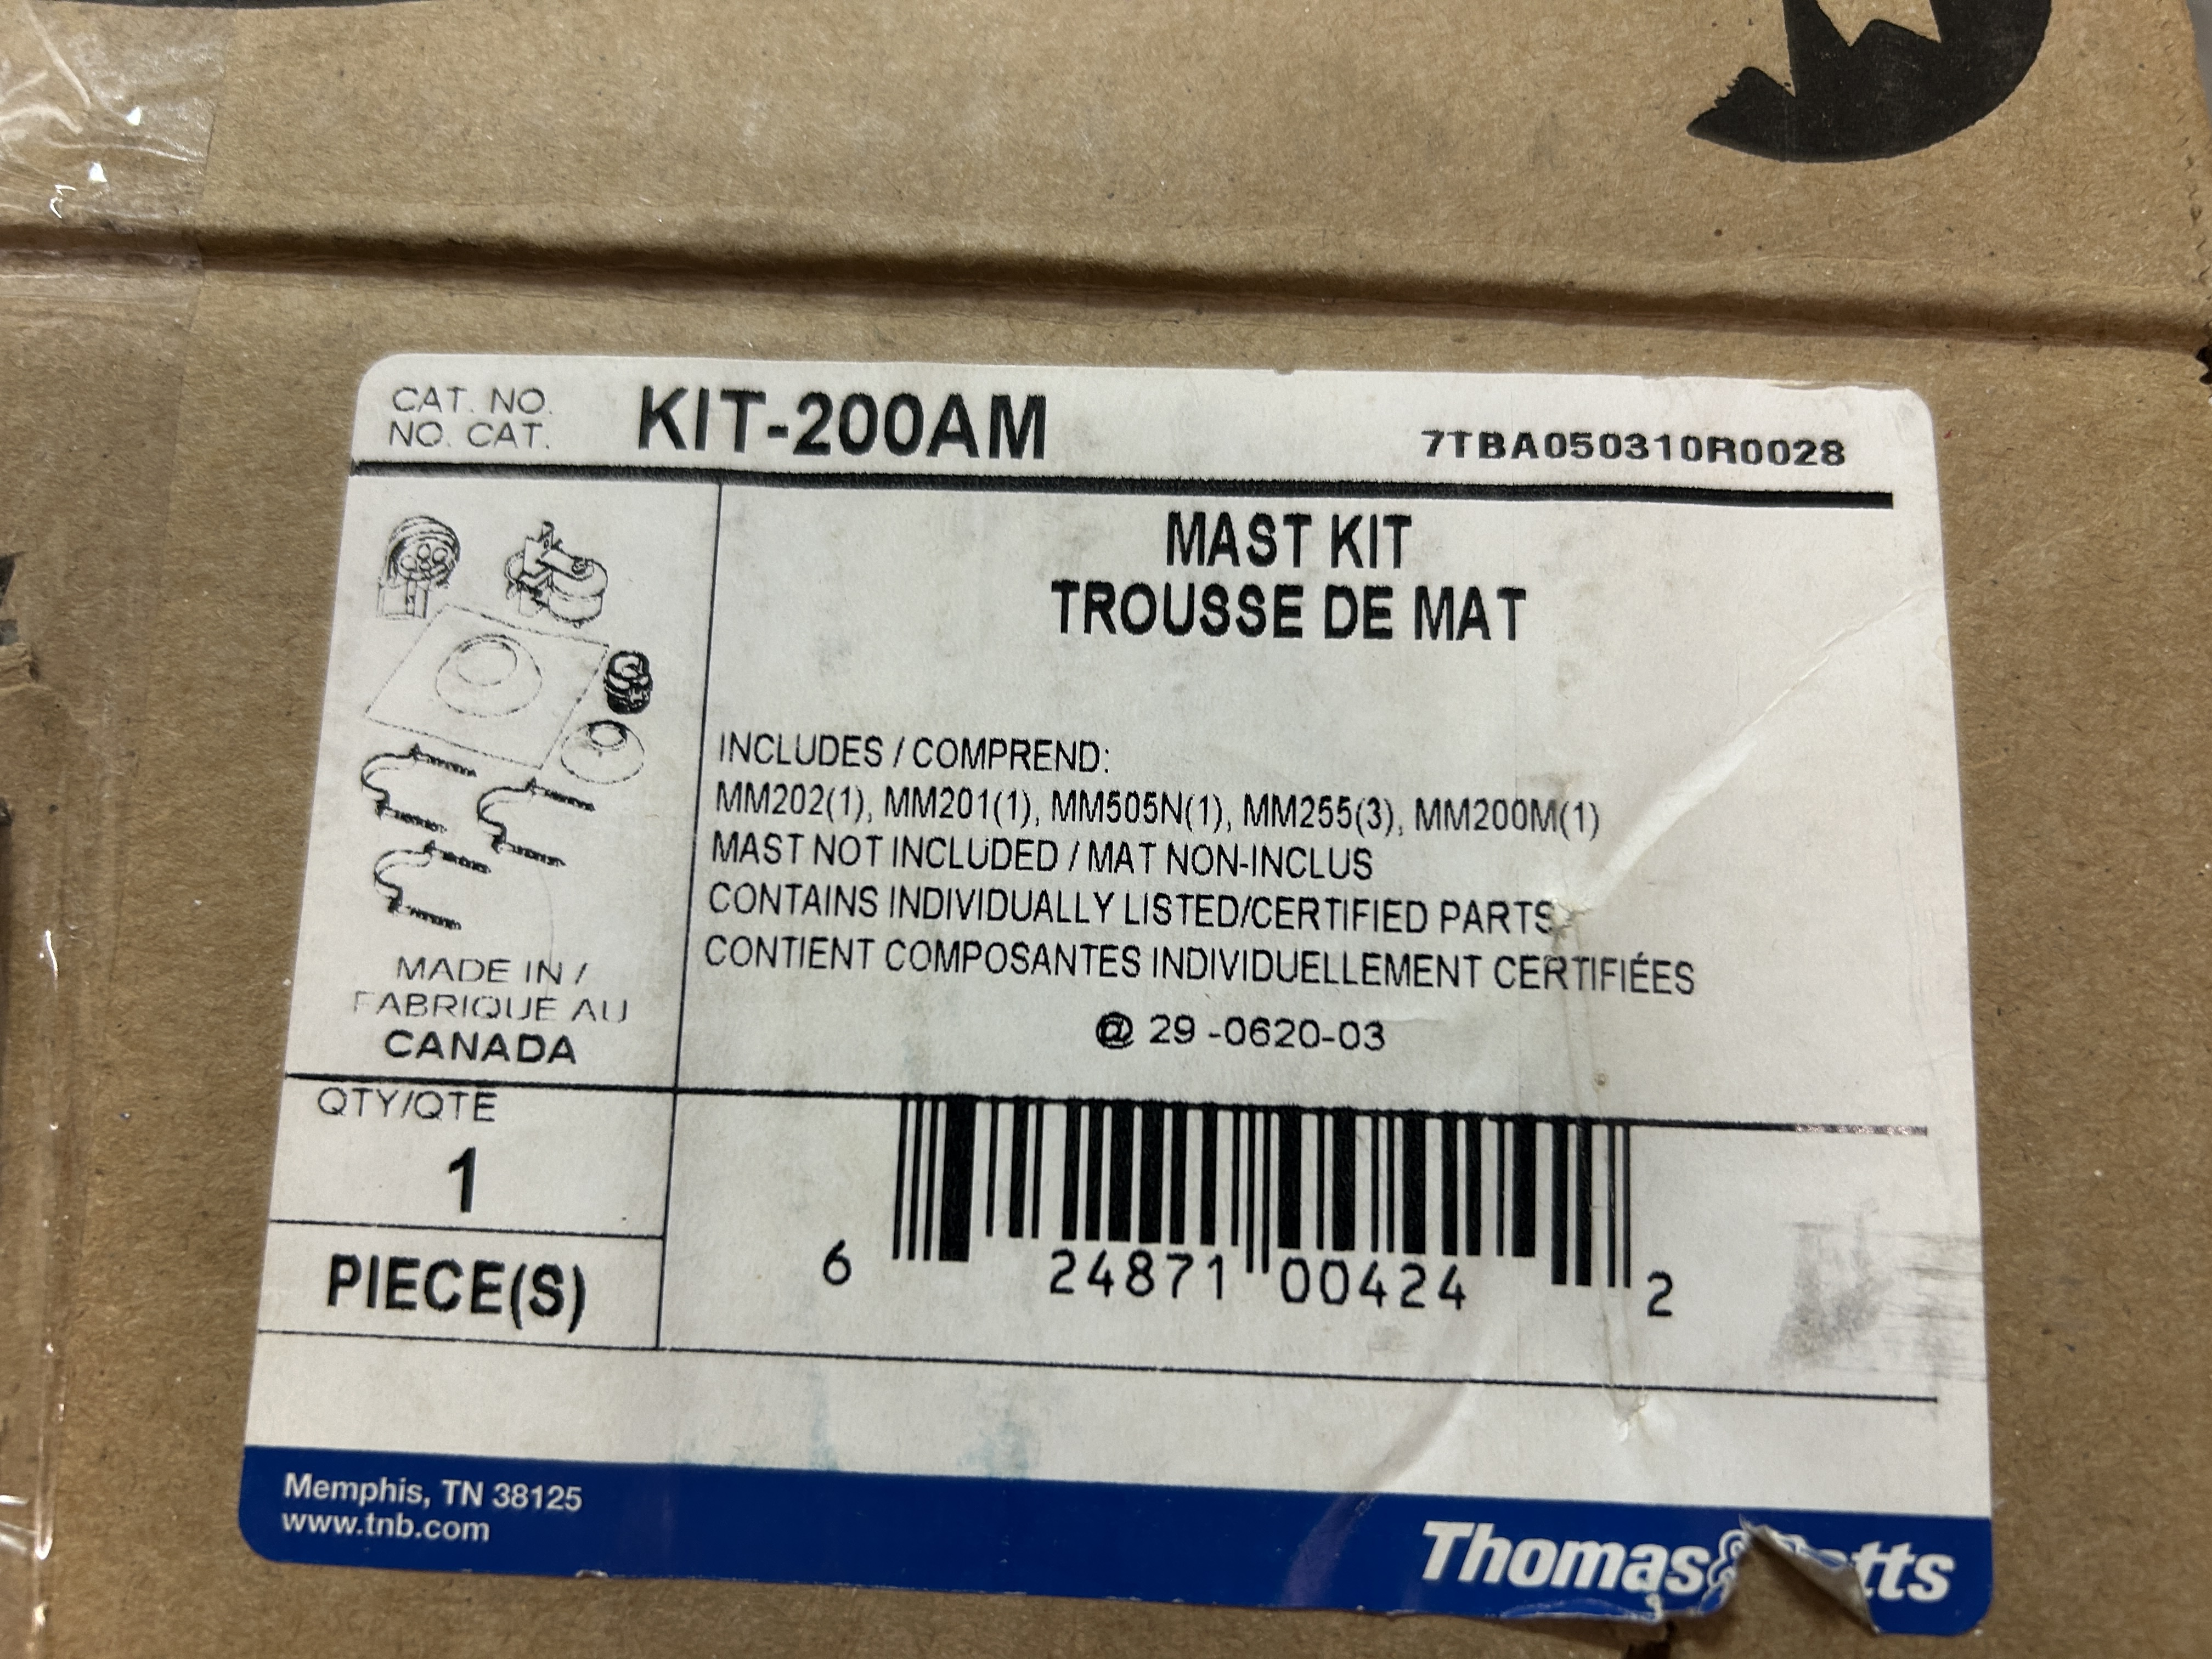 CAT. NO.
NO. CAT.
KIT-200AM
7TBA050310R0028
MAST KIT
TROUSSE DE MAT
INCLUDES / COMPREND:
MM202(1), MM201(1), MM505N(1), MM255(3), MM200M(1)
MAST NOT INCLUDED / MAT NON-INCLUS
CONTAINS INDIVIDUALLY LISTED/CERTIFIED PARTS
CONTIENT COMPOSANTES INDIVIDUELLEMENT CERTIFIÉES
@ 29 -0620-03
MADE IN /
FABRIQUE AU
CANADA
QTY/QTE
1
PIECE(S)
6 24871 00424 2
Memphis, TN 38125
www.tnb.com
Thomas&